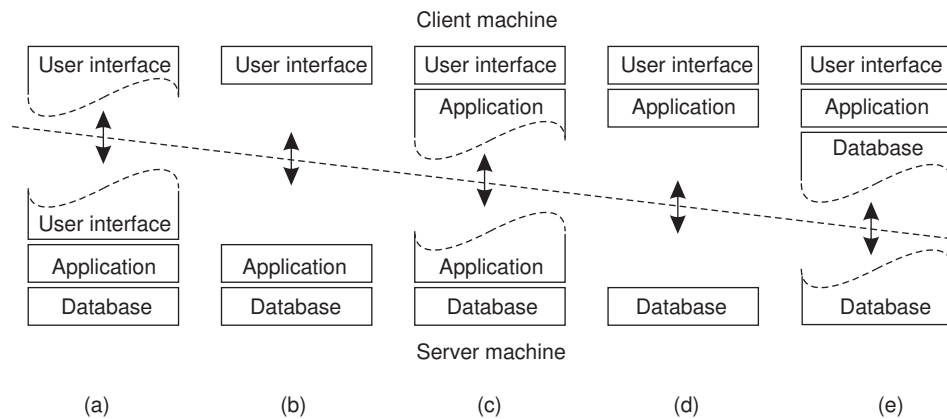 Client machine
User interface User interface User interface User interface User interface
Application Application Application
Database
User interface
Application Application Application
Database Database Database Database Database
Server machine
(a) (b) (c) (d) (e)